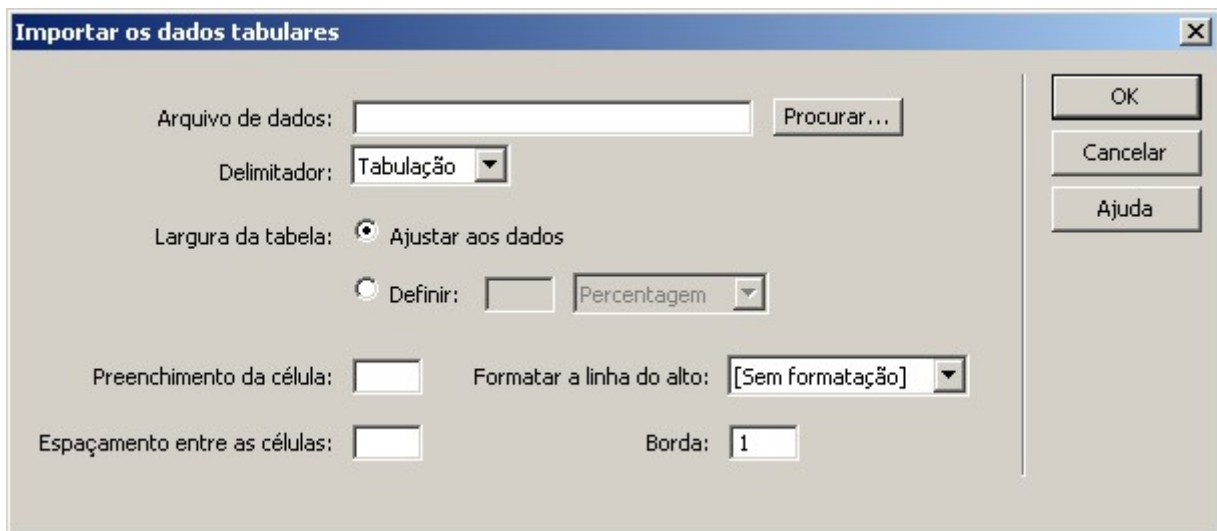 Importar os dados tabulares
Arquivo de dados: Procurar...
Delimitador: Tabulação
Largura da tabela: Ajustar aos dados
Definir: Percentagem
Preenchimento da célula: Formatar a linha do alto: [Sem formatação]
Espaçamento entre as células: Borda: 1
OK
Cancelar
Ajuda